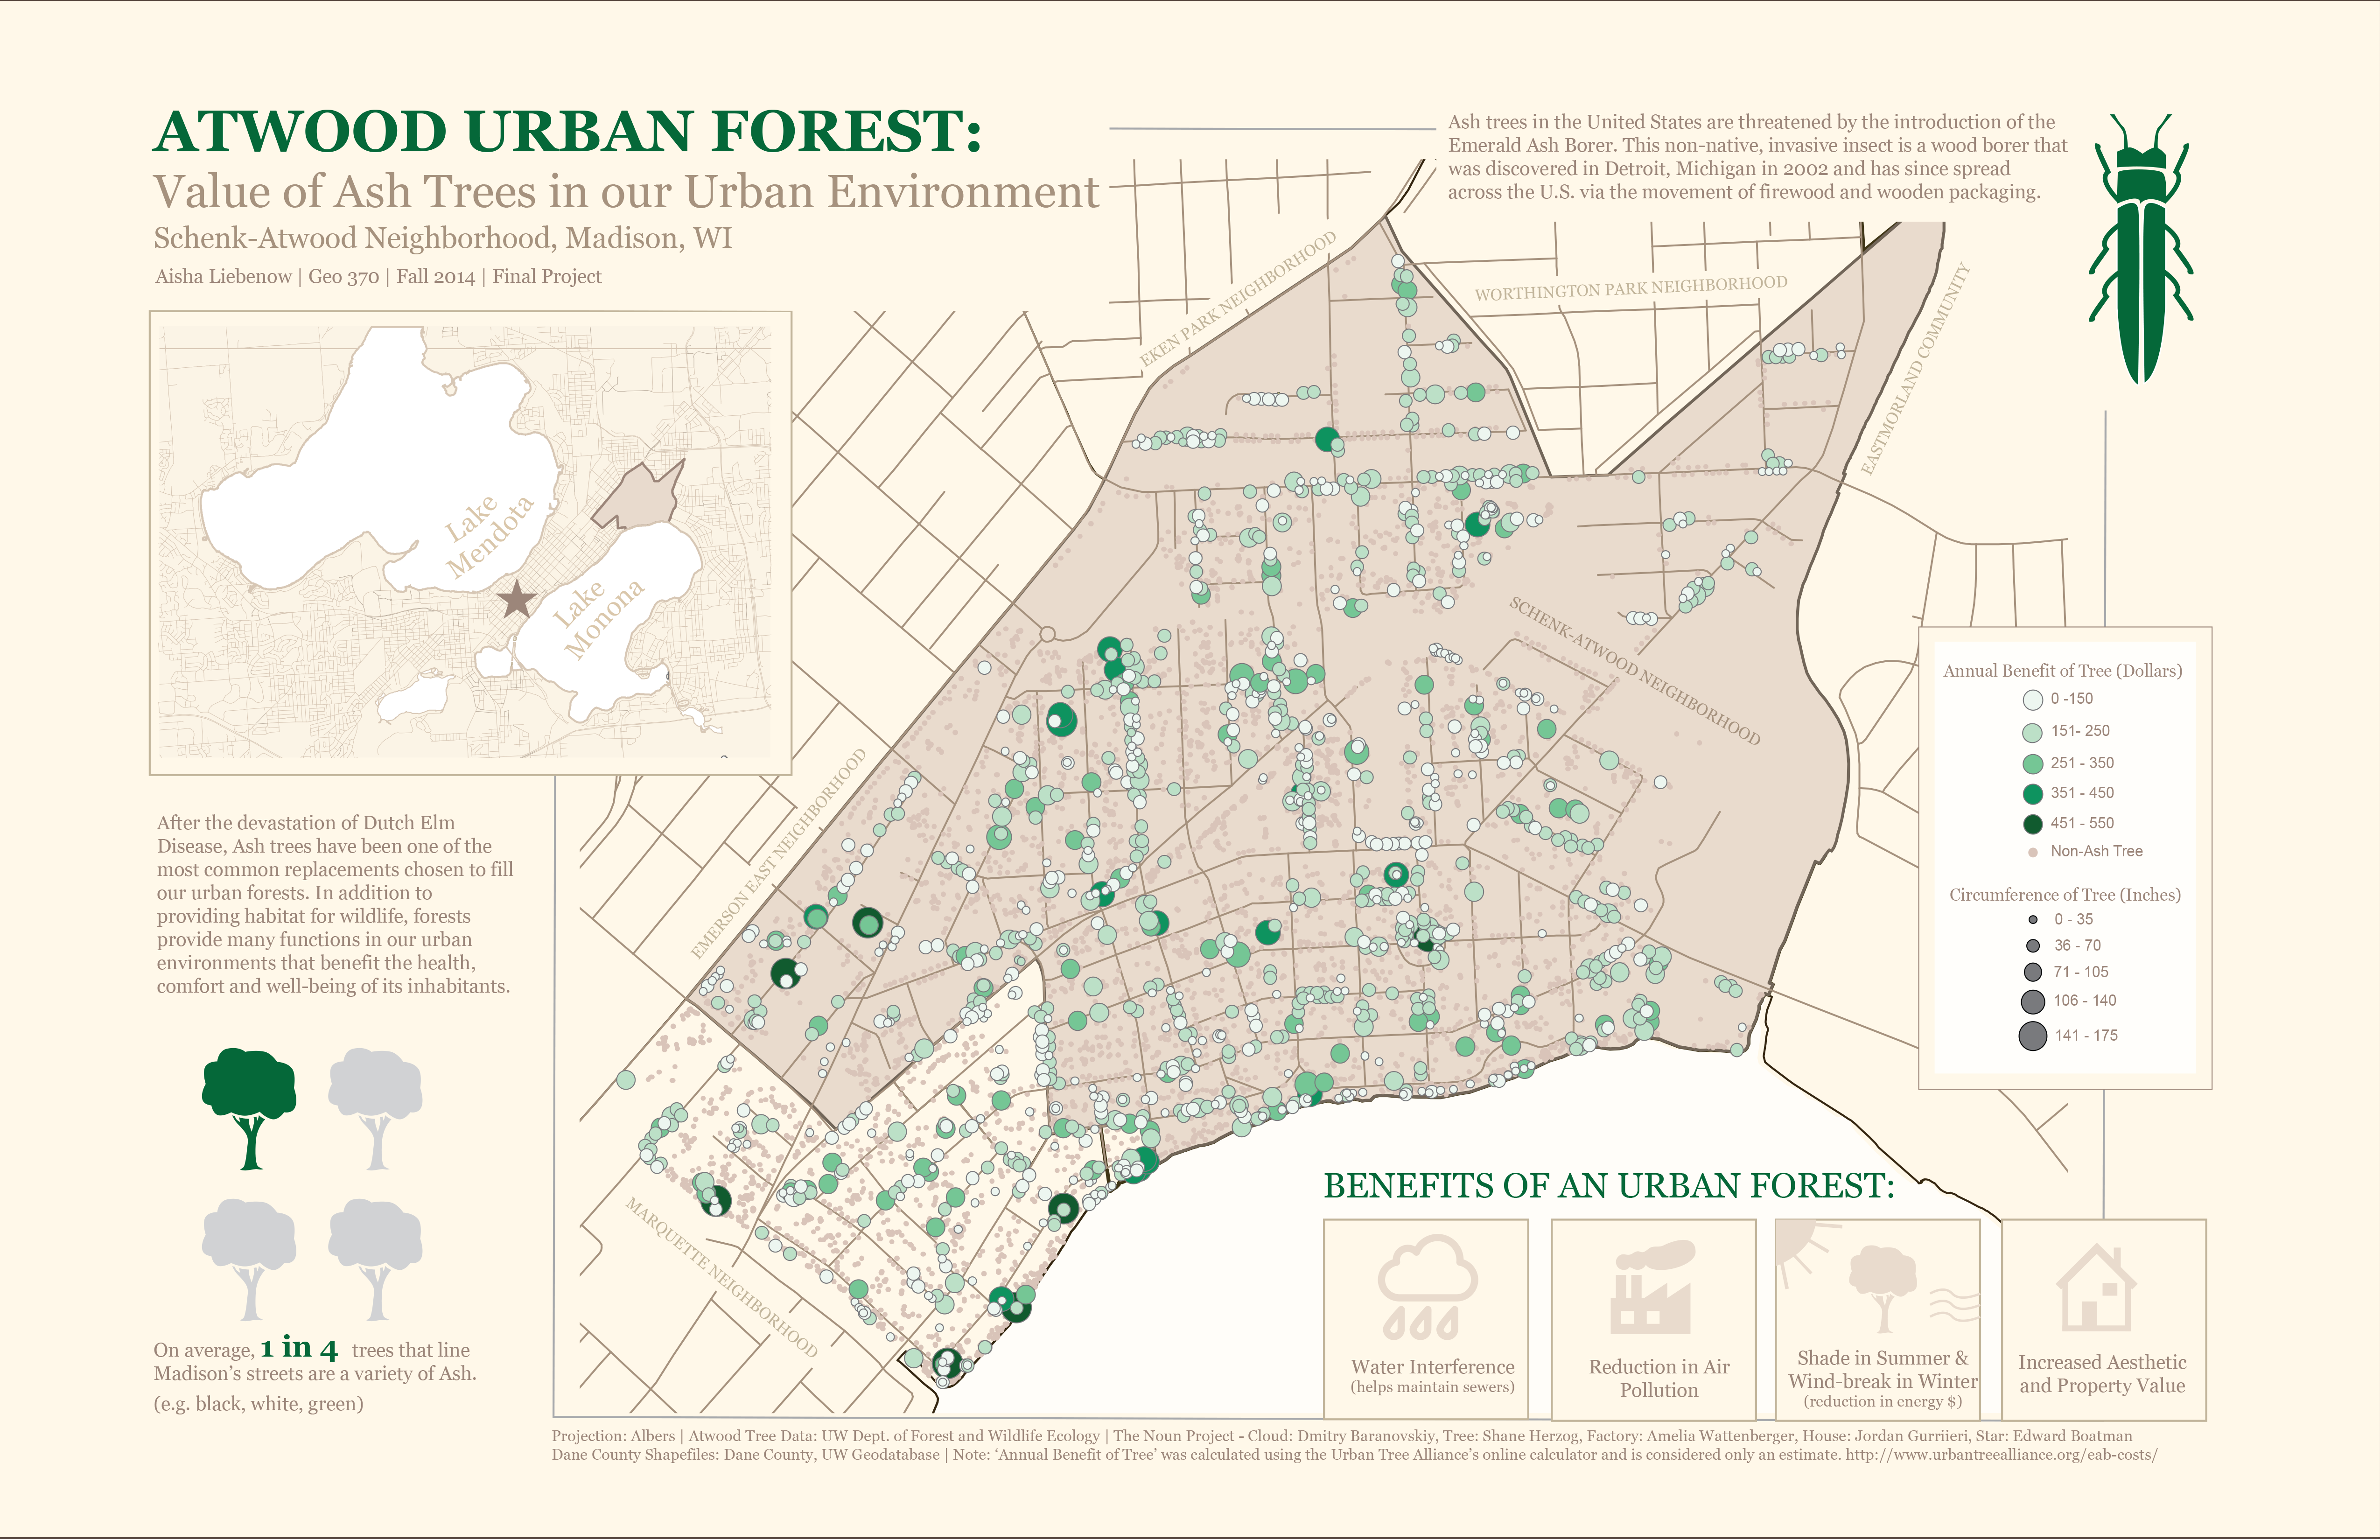 ATWOOD URBAN FOREST:
Value of Ash Trees in our Urban Environment
Schenk-Atwood Neighborhood, Madison, WI
Aisha Liebenow | Geo 370 | Fall 2014 | Final Project
Ash trees in the United States are threatened by the introduction of the
Emerald Ash Borer. This non-native, invasive insect is a wood borer that
was discovered in Detroit, Michigan in 2002 and has since spread
across the U.S. via the movement of firewood and wooden packaging.
Lake
Mendota
Lake
Monona
EKEN PARK NEIGHBORHOOD
WORTHINGTON PARK NEIGHBORHOOD
EASTMORLAND COMMUNITY
SCHENK-ATWOOD NEIGHBORHOOD
EMERSON EAST NEIGHBORHOOD
MARQUETTE NEIGHBORHOOD
After the devastation of Dutch Elm
Disease, Ash trees have been one of the
most common replacements chosen to fill
our urban forests. In addition to
providing habitat for wildlife, forests
provide many functions in our urban
environments that benefit the health,
comfort and well-being of its inhabitants.
On average, 1 in 4 trees that line
Madison's streets are a variety of Ash.
(e.g. black, white, green)
Annual Benefit of Tree (Dollars)
0 -150
151- 250
251 - 350
351 - 450
451 - 550
Non-Ash Tree
Circumference of Tree (Inches)
0 - 35
36 - 70
71 - 105
106 - 140
141 - 175
BENEFITS OF AN URBAN FOREST:
Water Interference
(helps maintain sewers)
Reduction in Air
Pollution
Shade in Summer &
Wind-break in Winter
(reduction in energy $)
Increased Aesthetic
and Property Value
Projection: Albers | Atwood Tree Data: UW Dept. of Forest and Wildlife Ecology | The Noun Project - Cloud: Dmitry Baranovskiy, Tree: Shane Herzog, Factory: Amelia Wattenberger, House: Jordan Gurriieri, Star: Edward Boatman
Dane County Shapefiles: Dane County, UW Geodatabase | Note: 'Annual Benefit of Tree' was calculated using the Urban Tree Alliance's online calculator and is considered only an estimate. http://www.urbantreealliance.org/eab-costs/